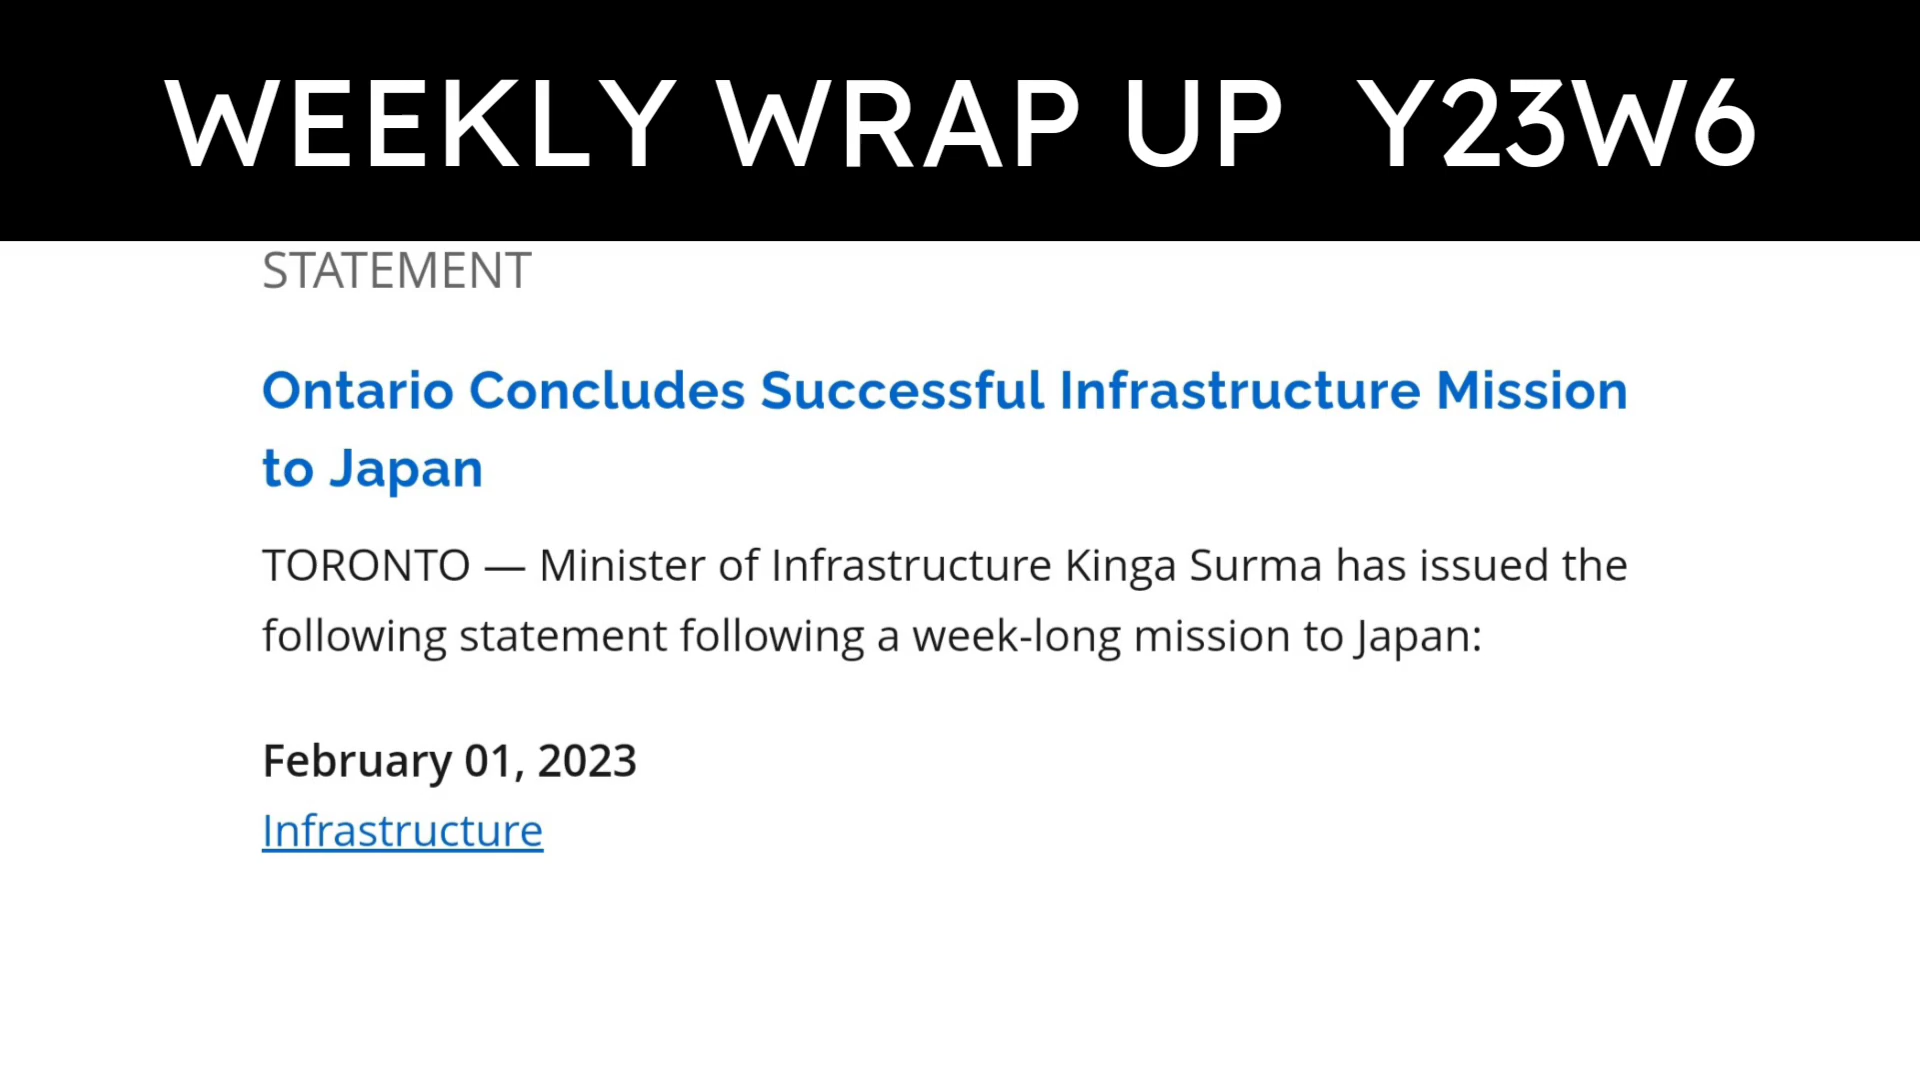 WEEKLY WRAP UP Y23W6
STATEMENT
Ontario Concludes Successful Infrastructure Mission
to Japan
TORONTO — Minister of Infrastructure Kinga Surma has issued the
following statement following a week-long mission to Japan:
February 01, 2023
Infrastructure